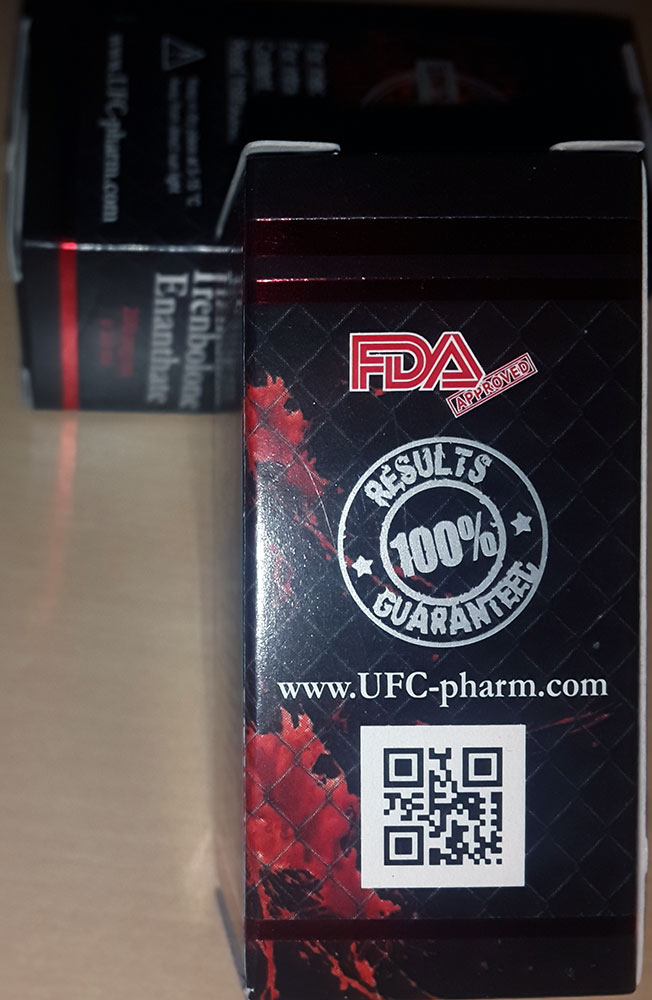 FDA
APPROVED
RESULTS
100%
GUARANTEED
www.UFC-pharm.com
www.UFC-pharm.com
Trenbolone
Enanthate